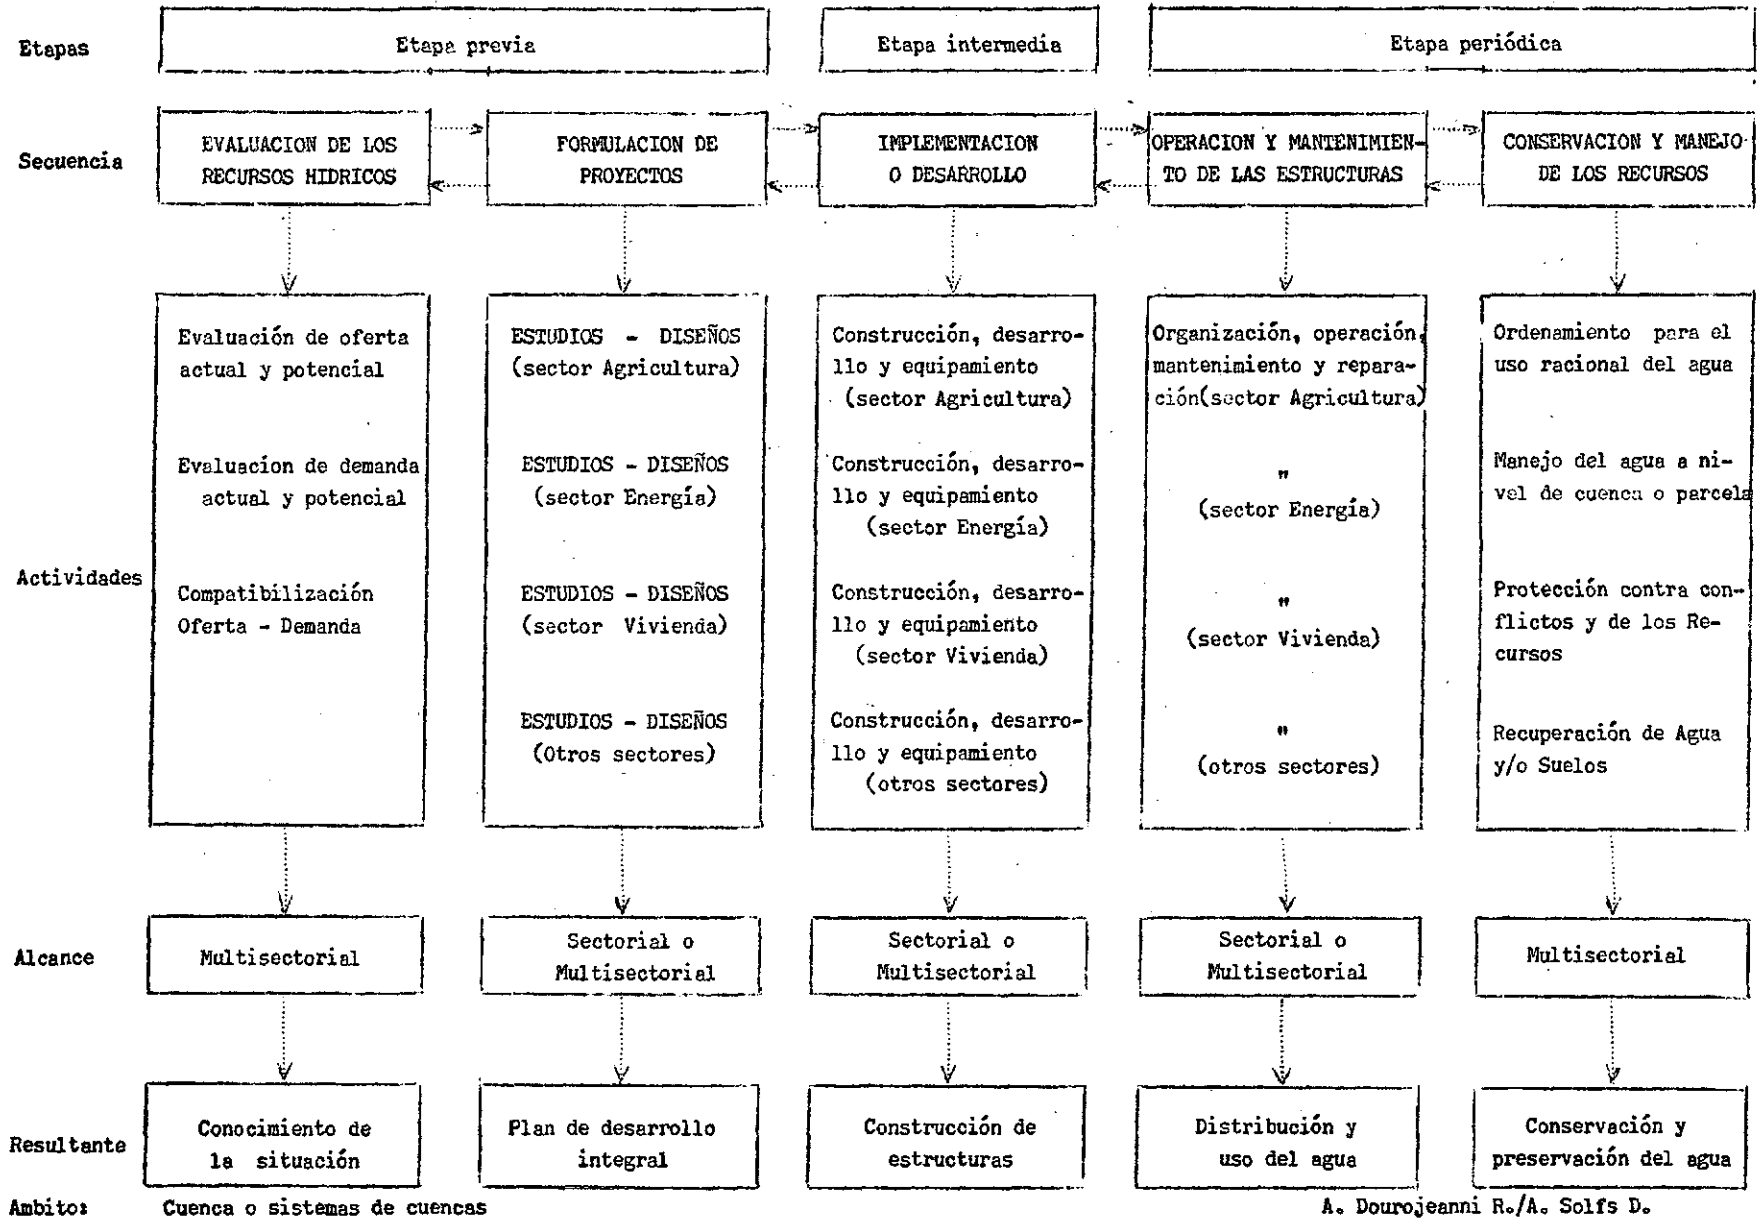 Etapas
Etapa previa
Etapa intermedia
Etapa periódica
Secuencia
EVALUACION DE LOS
RECURSOS HIDRICOS
FORMULACION DE
PROYECTOS
IMPLEMENTACION
O DESARROLLO
OPERACION Y MANTENIMIEN-
TO DE LAS ESTRUCTURAS
CONSERVACION Y MANEJO
DE LOS RECURSOS
Actividades
Evaluación de oferta
actual y potencial
Evaluacion de demanda
actual y potencial
Compatibilización
Oferta - Demanda
ESTUDIOS - DISEÑOS
(sector Agricultura)
ESTUDIOS - DISEÑOS
(sector Energía)
ESTUDIOS - DISEÑOS
(sector Vivienda)
ESTUDIOS - DISEÑOS
(Otros sectores)
Construcción, desarro-
llo y equipamiento
(sector Agricultura)
Construcción, desarro-
llo y equipamiento
(sector Energía)
Construcción, desarro-
llo y equipamiento
(sector Vivienda)
Construcción, desarro-
llo y equipamiento
(otros sectores)
Organización, operación,
mantenimiento y repara-
ción(sector Agricultura)
"
(sector Energía)
"
(sector Vivienda)
"
(otros sectores)
Ordenamiento para el
uso racional del agua
Manejo del agua a ni-
vel de cuenca o parcela
Protección contra con-
flictos y de los Re-
cursos
Recuperación de Agua
y/o Suelos
Alcance
Multisectorial
Sectorial o
Multisectorial
Sectorial o
Multisectorial
Sectorial o
Multisectorial
Multisectorial
Resultante
Conocimiento de
la situación
Plan de desarrollo
integral
Construcción de
estructuras
Distribución y
uso del agua
Conservación y
preservación del agua
Ambito: Cuenca o sistemas de cuencas
A. Dourojeanni R./A. Solfs D.